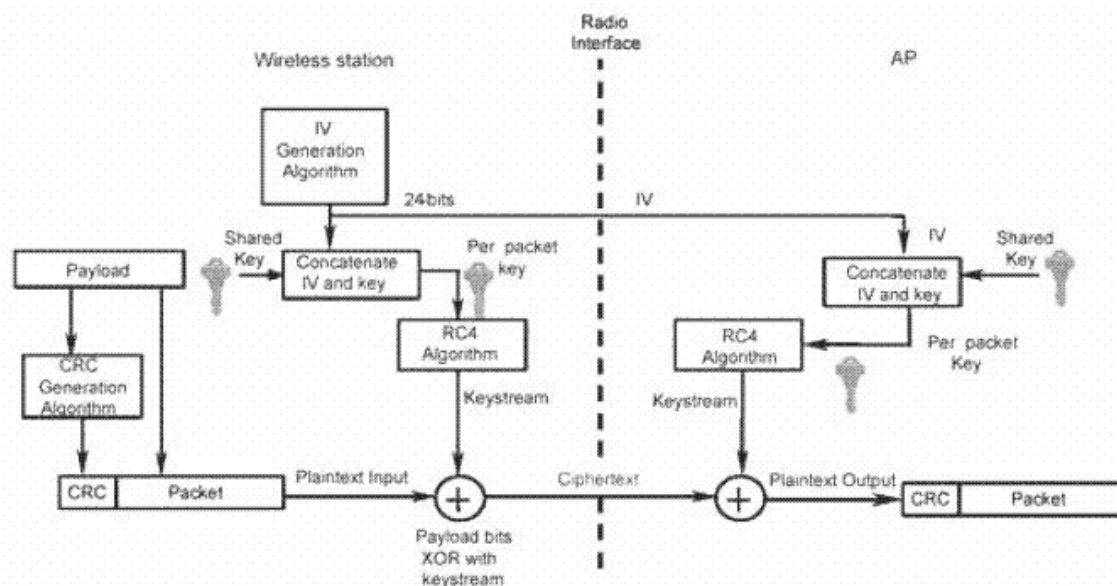 Radio
Interface
Wireless station
AP
IV
Generation
Algorithm
24bits
IV
IV
Shared
Key
Per packet
key
Shared
Key
Payload
Concatenate
IV and key
Concatenate
IV and key
RC4
Algorithm
RC4
Algorithm
Per packet
Key
CRC
Generation
Algorithm
Keystream
Keystream
Plaintext Input
Ciphertext
Plaintext Output
CRC
Packet
+
+
CRC
Packet
Payload bits
XOR with
keystream